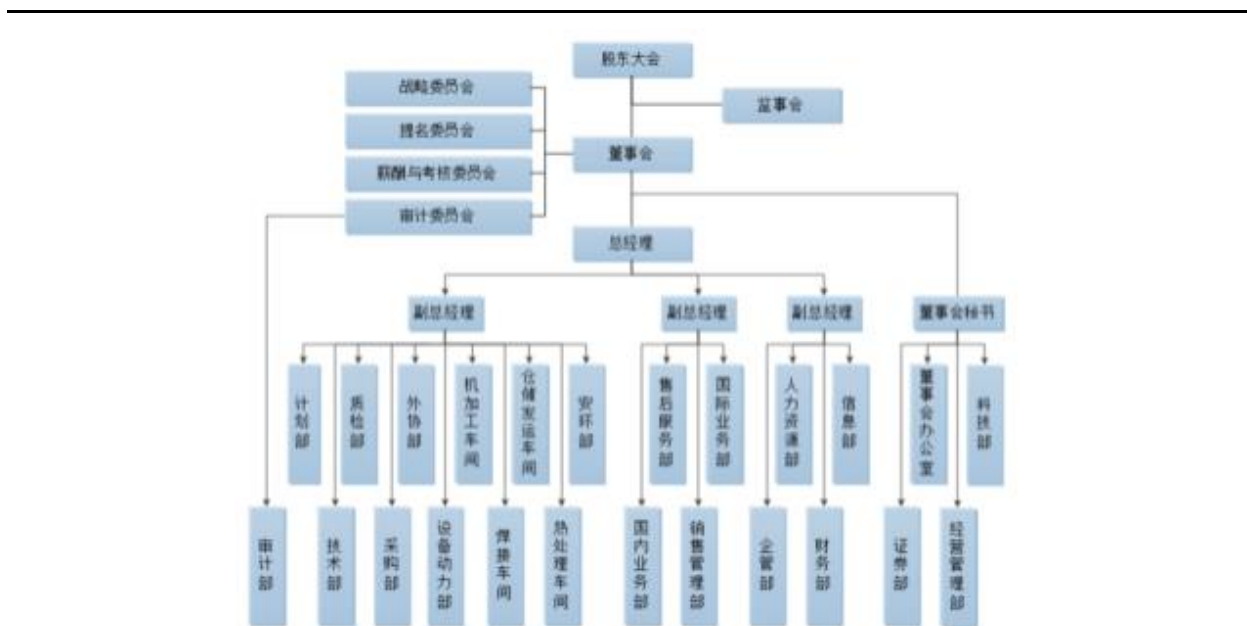 股东大会
战略委员会
监事会
提名委员会
董事会
薪酬与考核委员会
审计委员会
总经理
副总经理
副总经理
副总经理
董事会秘书
计划部
质检部
外协部
机加工车间
仓储发运车间
安环部
售后服务部
国际业务部
人力资源部
信息部
董事会办公室
科技部
审计部
技术部
采购部
设备动力部
焊接车间
热处理车间
国内业务部
销售管理部
企管部
财务部
证券部
经营管理部